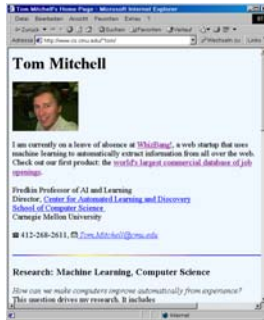 Tom Mitchell's Home Page - Microsoft Internet Explorer
Datei Bearbeiten Ansicht Favoriten Extras ?
Zurück Suchen Favoriten Verlauf
Adresse http://www.cs.cmu.edu/~tom/ Wechseln zu Links
Tom Mitchell
I am currently on a leave of absence at WhizBang!, a web startup that uses
machine learning to automatically extract information from all over the web.
Check out our first product: the world's largest commercial database of job
openings.
Fredkin Professor of AI and Learning
Director, Center for Automated Learning and Discovery
School of Computer Science
Carnegie Mellon University
412-268-2611, Tom.Mitchell@cmu.edu
Research: Machine Learning, Computer Science
How can we make computers improve automatically from experience?
This question drives my research. It includes
Internet